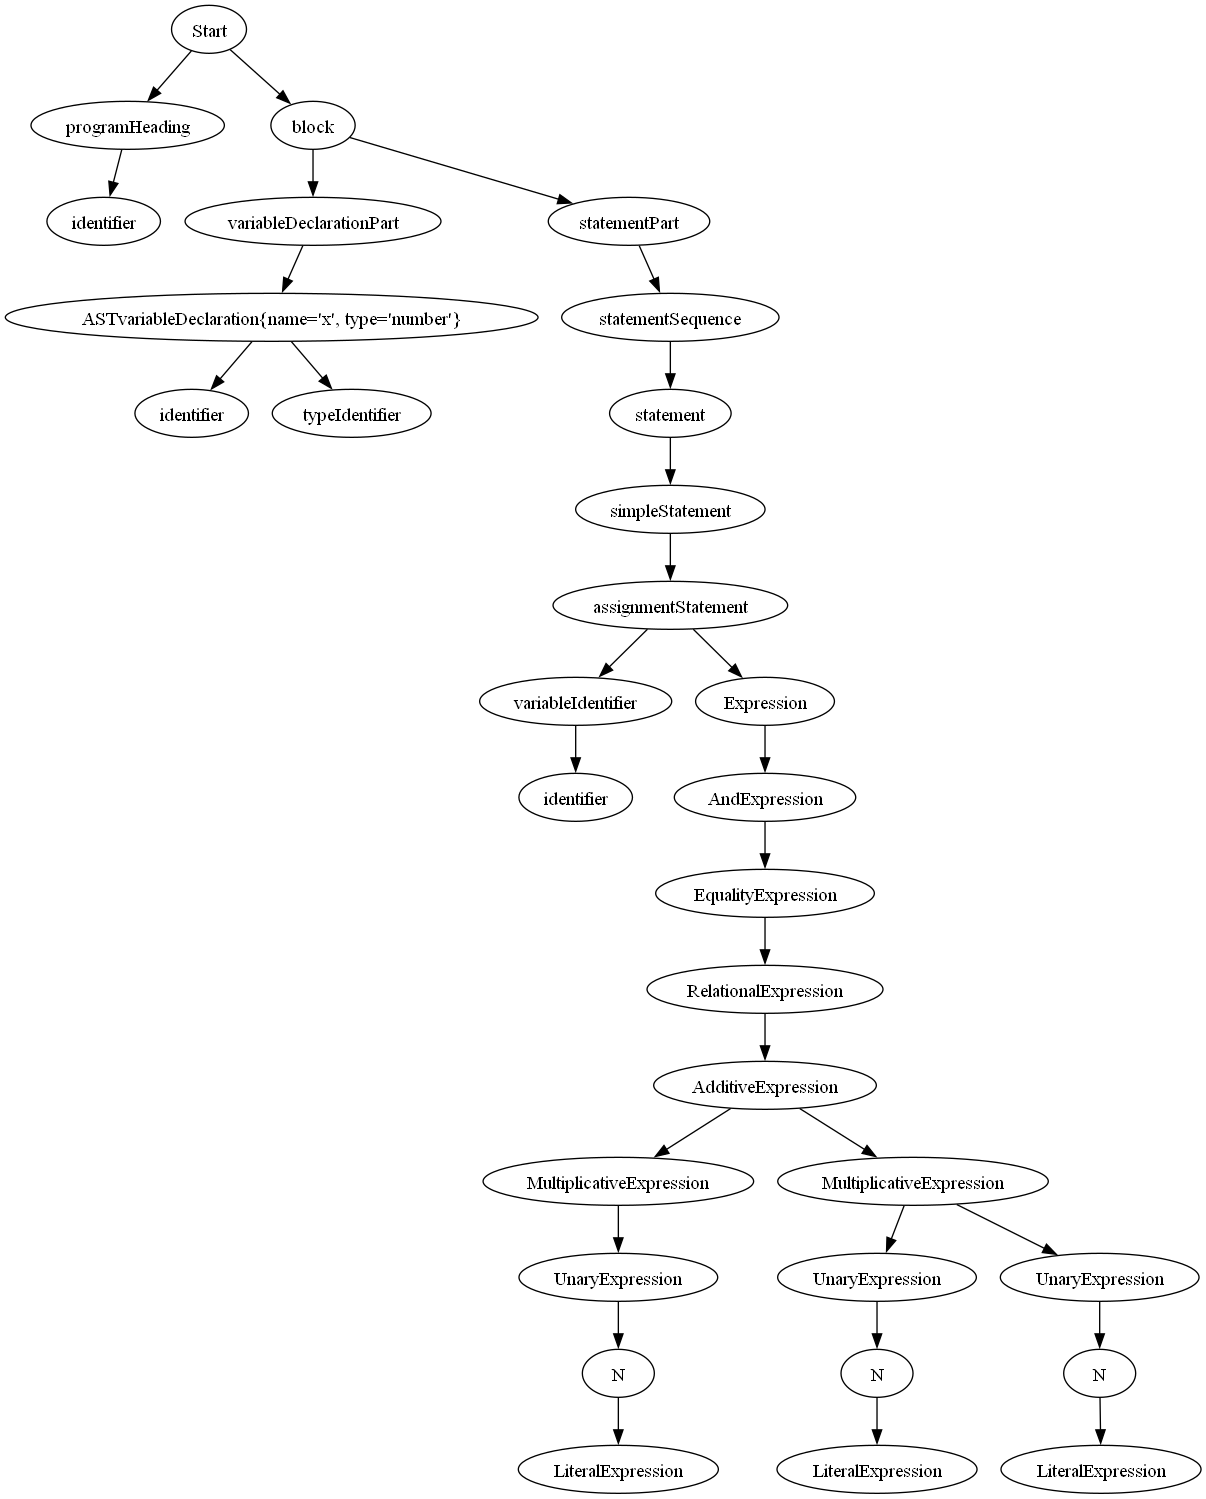 Start
programHeading
block
identifier
variableDeclarationPart
statementPart
ASTvariableDeclaration{name='x', type='number'}
statementSequence
identifier
typeIdentifier
statement
simpleStatement
assignmentStatement
variableIdentifier
Expression
identifier
AndExpression
EqualityExpression
RelationalExpression
AdditiveExpression
MultiplicativeExpression
MultiplicativeExpression
UnaryExpression
UnaryExpression
UnaryExpression
N
N
N
LiteralExpression
LiteralExpression
LiteralExpression